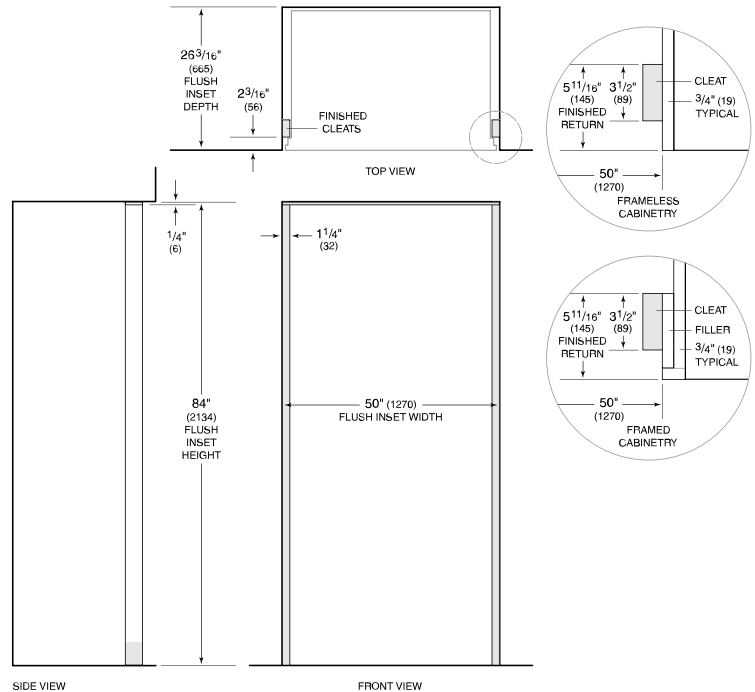 26 3/16"
(665)
FLUSH
INSET
DEPTH
2 3/16"
(56)
FINISHED
CLEATS
TOP VIEW
5 11/16"
(145)
FINISHED
RETURN
3 1/2"
(89)
CLEAT
3/4" (19)
TYPICAL
50"
(1270)
FRAMELESS
CABINETRY
1/4"
(6)
1 1/4"
(32)
84"
(2134)
FLUSH
INSET
HEIGHT
50" (1270)
FLUSH INSET WIDTH
5 11/16"
(145)
FINISHED
RETURN
3 1/2"
(89)
CLEAT
FILLER
3/4" (19)
TYPICAL
50"
(1270)
FRAMED
CABINETRY
SIDE VIEW
FRONT VIEW